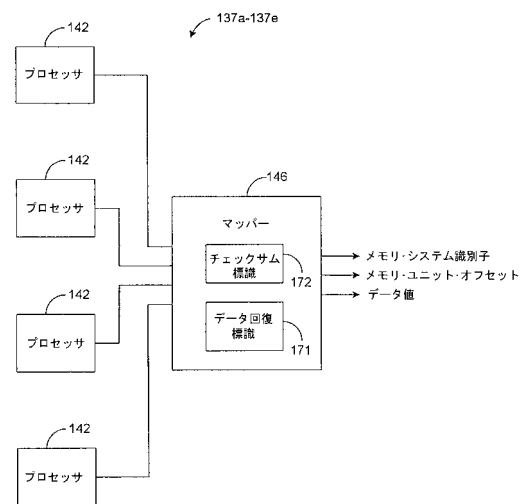 137a-137e
142
プロセッサ
142
プロセッサ
142
プロセッサ
142
プロセッサ
146
マッパー
チェックサム
標識
172
データ回復
標識
171
メモリ・システム識別子
メモリ・ユニット・オフセット
データ値